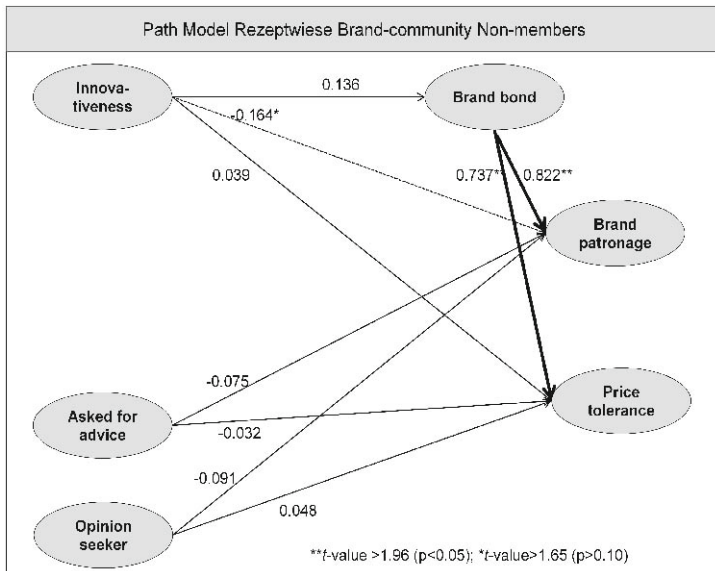 Path Model Rezeptwiese Brand-community Non-members
Innova-
tiveness
0.136
Brand bond
-0.164*
0.039
0.737**
0.822**
Brand
patronage
-0.075
Price
tolerance
Asked for
advice
-0.032
-0.091
0.048
Opinion
seeker
**t-value >1.96 (p<0.05); *t-value>1.65 (p>0.10)